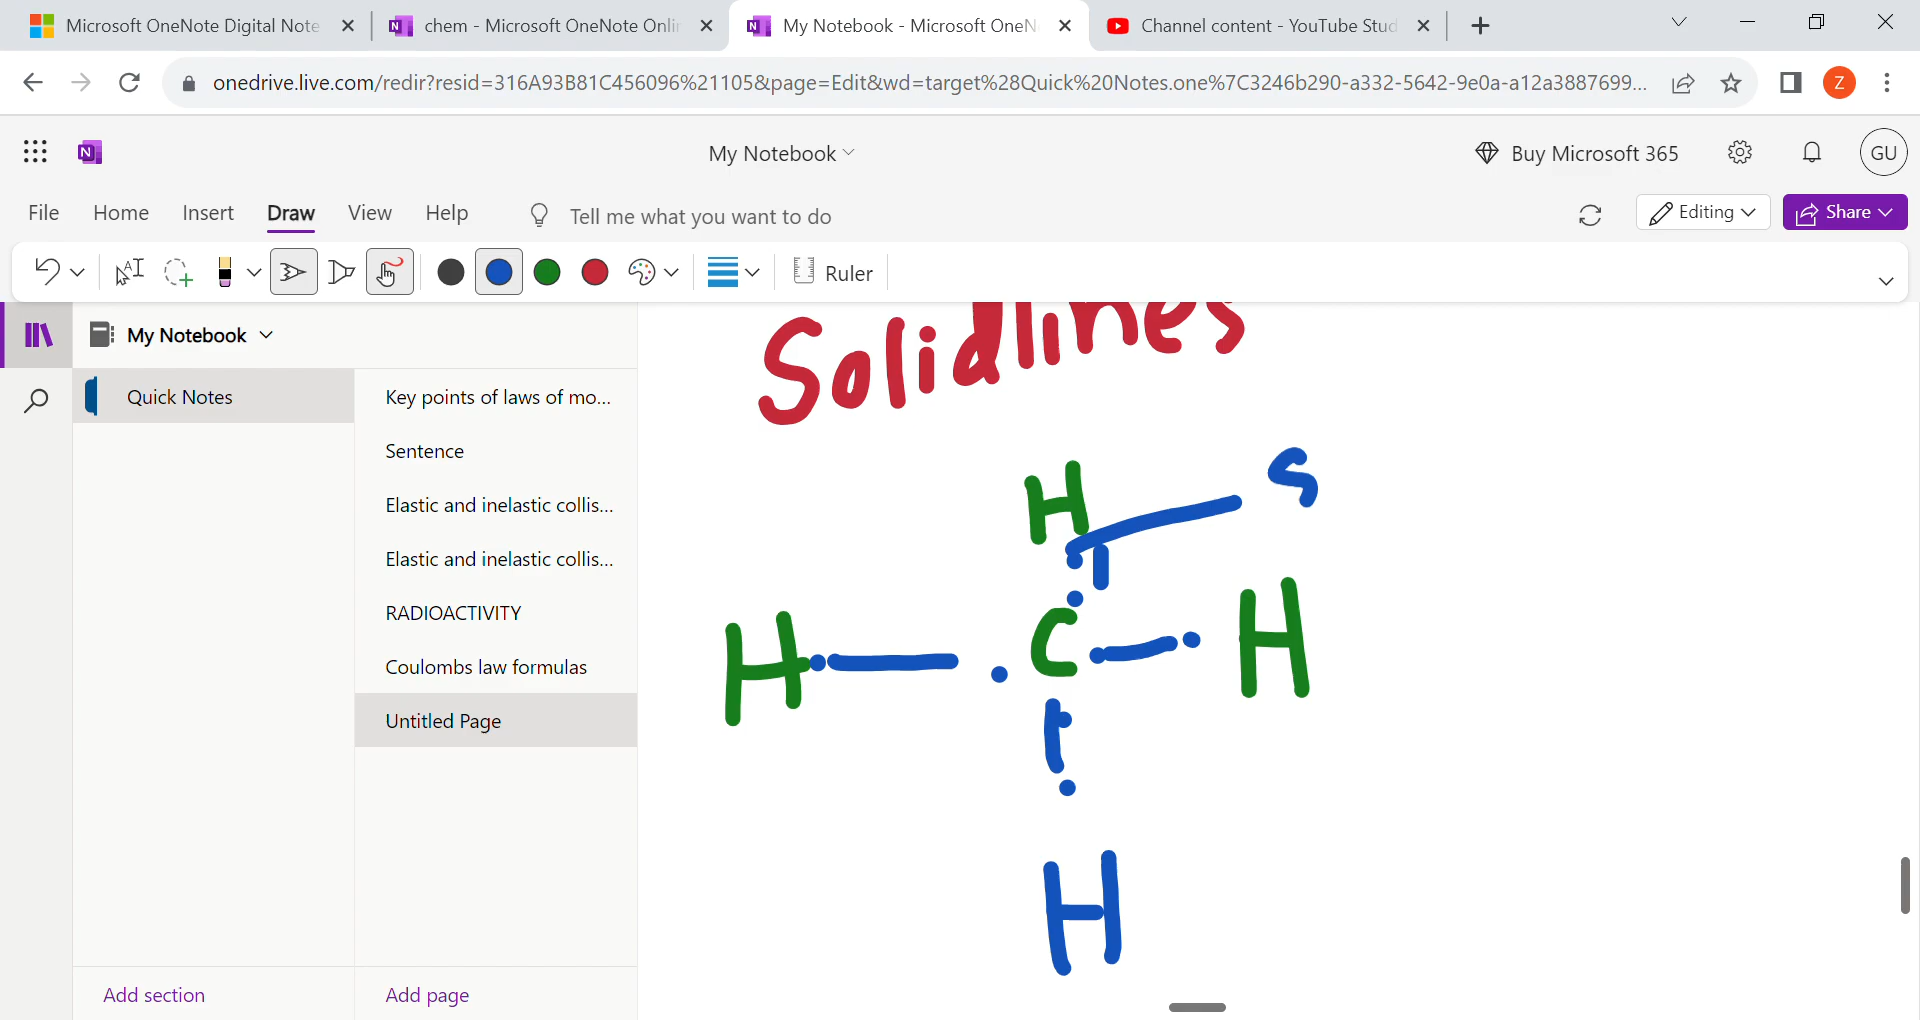 Microsoft OneNote Digital Note
chem - Microsoft OneNote Onli
My Notebook - Microsoft OneN
Channel content - YouTube Stud
onedrive.live.com/redir?resid=316A93B81C456096%21105&page=Edit&wd=target%28Quick%20Notes.one%7C3246b290-a332-5642-9e0a-a12a3887699...
Z
N
My Notebook
Buy Microsoft 365
GU
File Home Insert Draw View Help
Tell me what you want to do
Editing
Share
Ruler
My Notebook
Quick Notes
Key points of laws of mo...
Sentence
Elastic and inelastic collis...
Elastic and inelastic collis...
RADIOACTIVITY
Coulombs law formulas
Untitled Page
Add section
Add page
Solidlines
H S
H C H
H